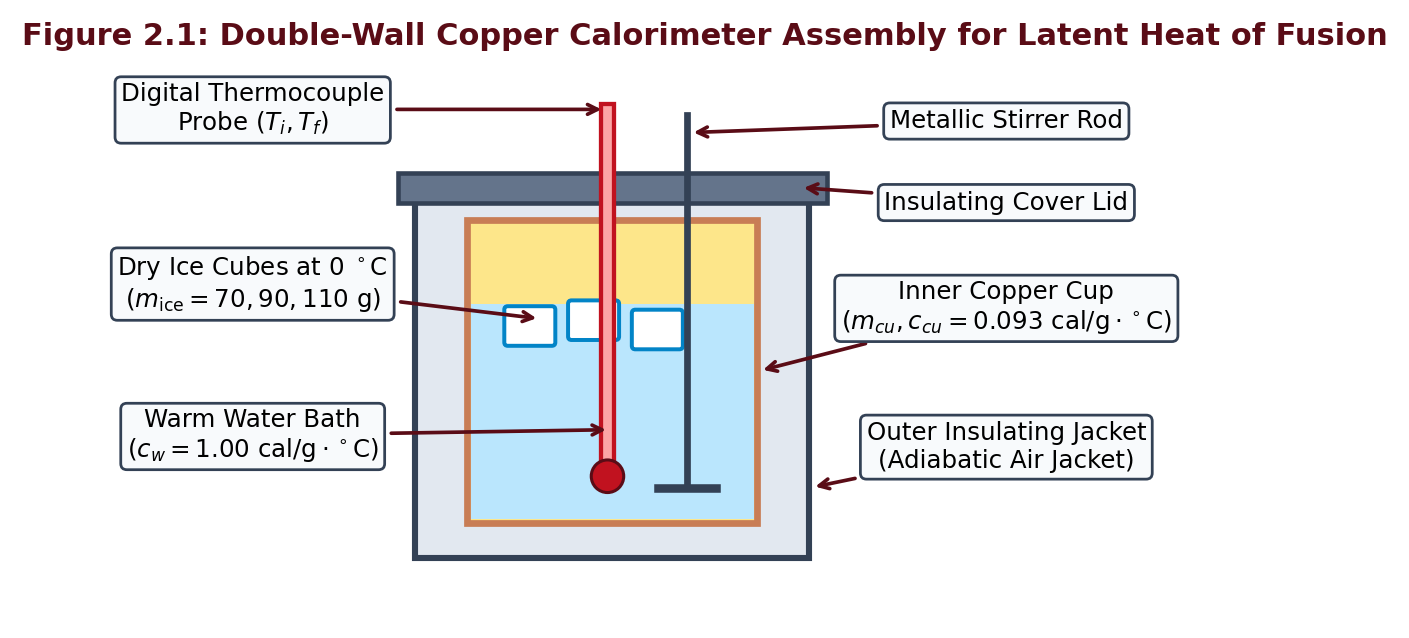 Figure 2.1: Double-Wall Copper Calorimeter Assembly for Latent Heat of Fusion
Digital Thermocouple
Probe (T_i, T_f)
Metallic Stirrer Rod
Insulating Cover Lid
Dry Ice Cubes at 0 °C
(m_ice = 70, 90, 110 g)
Inner Copper Cup
(m_cu, c_cu = 0.093 cal/g · °C)
Warm Water Bath
(c_w = 1.00 cal/g · °C)
Outer Insulating Jacket
(Adiabatic Air Jacket)